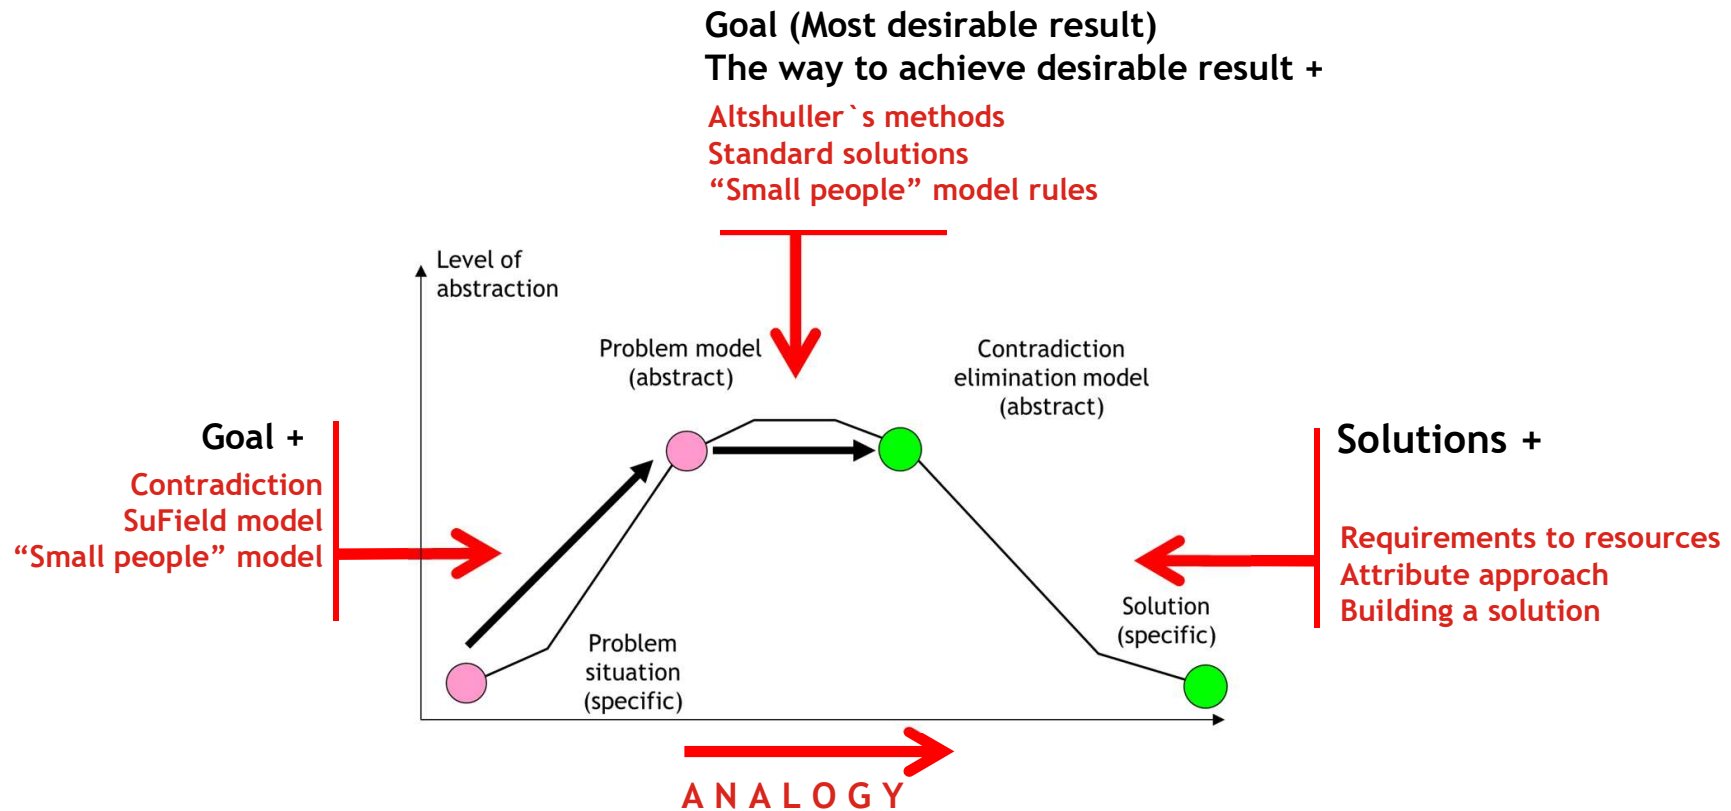 Goal (Most desirable result)
The way to achieve desirable result +
Altshuller`s methods
Standard solutions
“Small people” model rules
Level of
abstraction
Problem model
(abstract)
Contradiction
elimination model
(abstract)
Goal +
Contradiction
SuField model
“Small people” model
Solutions +
Requirements to resources
Attribute approach
Building a solution
Problem
situation
(specific)
Solution
(specific)
ANALOGY